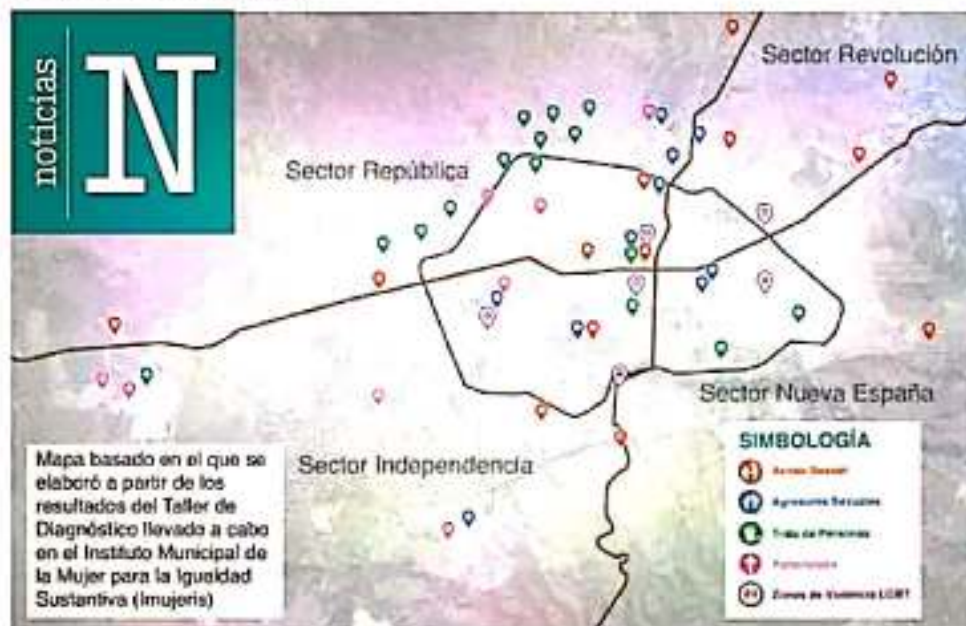 noticias
N
Sector Revolución
Sector República
Sector Nueva España
Sector Independencia
Mapa basado en el que se
elaboró a partir de los
resultados del Taller de
Diagnóstico llevado a cabo
en el Instituto Municipal de
la Mujer para la Igualdad
Sustantiva (Imujeris)
SIMBOLOGÍA
Acoso Sexual
Agresiones Sexuales
Trata de Personas
Zonas de Violencia LGBT